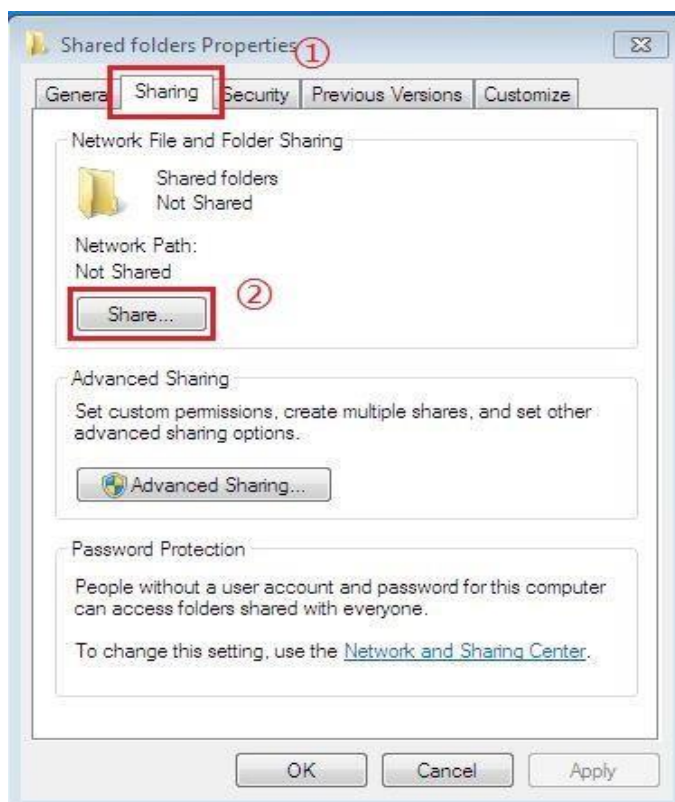 Shared folders Properties
①
General
Sharing
Security
Previous Versions
Customize
Network File and Folder Sharing
Shared folders
Not Shared
Network Path:
Not Shared
②
Share...
Advanced Sharing
Set custom permissions, create multiple shares, and set other
advanced sharing options.
Advanced Sharing...
Password Protection
People without a user account and password for this computer
can access folders shared with everyone.
To change this setting, use the Network and Sharing Center.
OK
Cancel
Apply